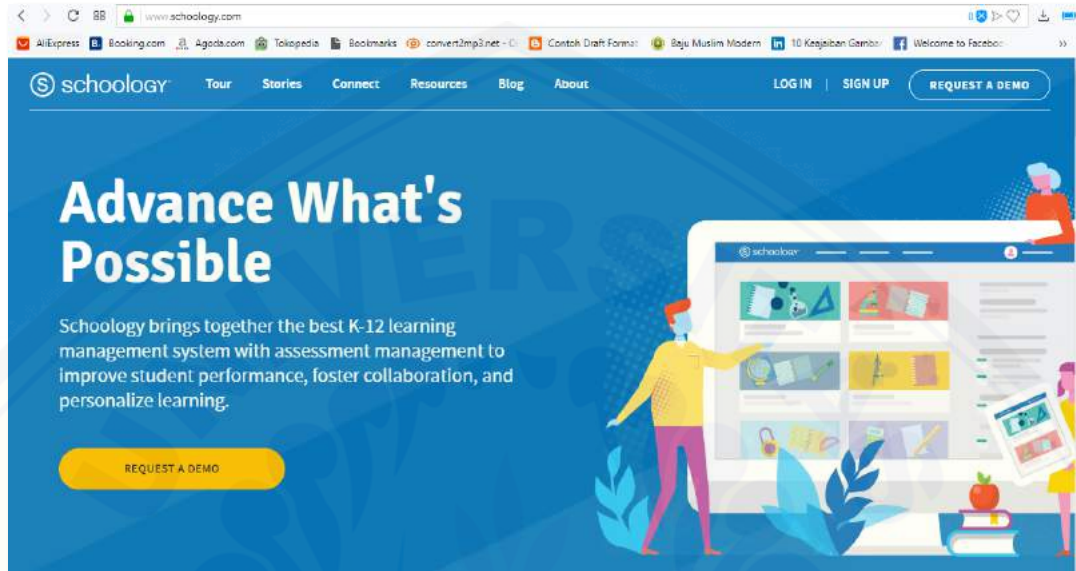 www.schoology.com
AliExpress B. Booking.com Agoda.com Tokopedia Bookmarks convert2mp3.net - Contoh Draft Format Baju Muslim Modern in 10 Keajaiban Gambar Welcome to Faceboo »
S schoology Tour Stories Connect Resources Blog About LOG IN | SIGN UP REQUEST A DEMO
Advance What's
Possible
Schoology brings together the best K-12 learning
management system with assessment management to
improve student performance, foster collaboration, and
personalize learning.
REQUEST A DEMO
S schoology